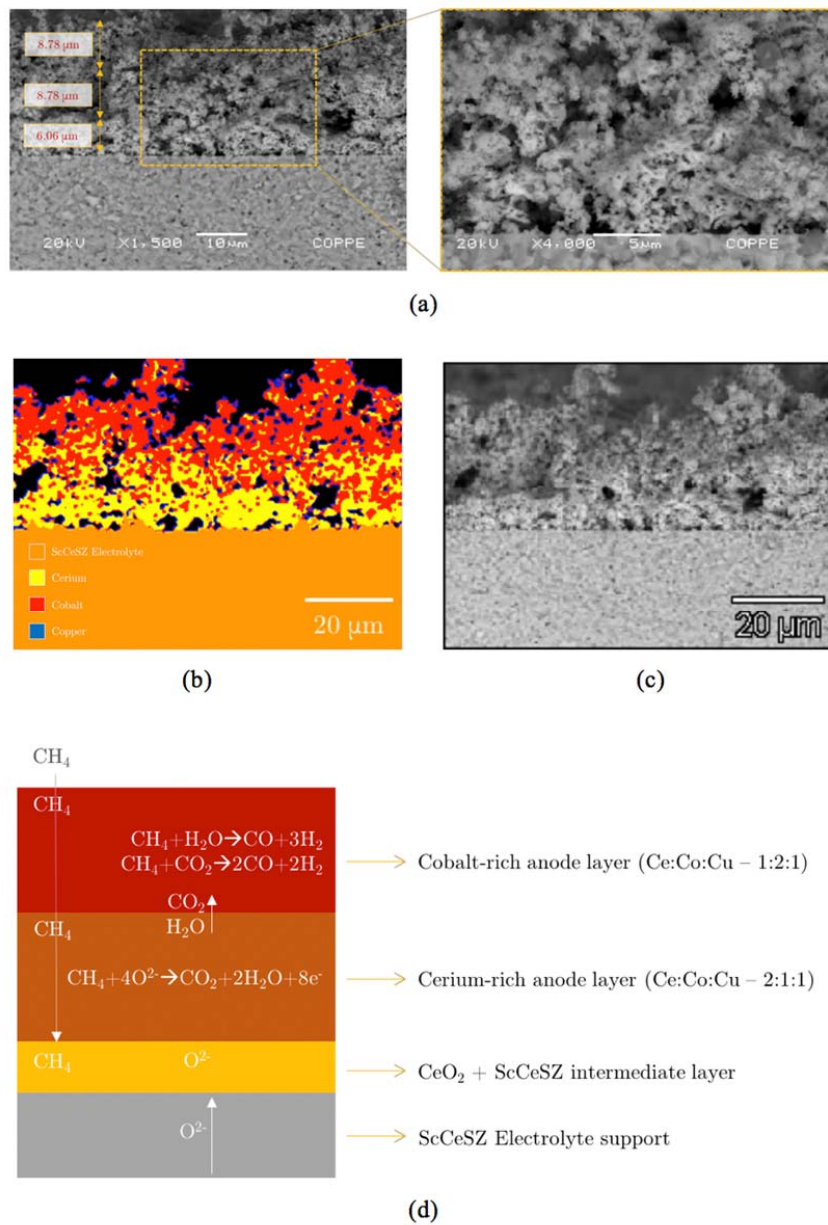 8.78 µm
8.78 µm
6.06 µm
20kV X1,500 10µm COPPE
20kV X4,000 5µm COPPE
(a)
ScCeSZ Electrolyte
Cerium
Cobalt
Copper
20 µm
(b)
20 µm
(c)
CH₄
CH₄
CH₄+H₂O→CO+3H₂
CH₄+CO₂→2CO+2H₂
Cobalt-rich anode layer (Ce:Co:Cu – 1:2:1)
CO₂
CH₄ H₂O
CH₄+4O²⁻→CO₂+2H₂O+8e⁻
Cerium-rich anode layer (Ce:Co:Cu – 2:1:1)
CH₄ O²⁻
CeO₂ + ScCeSZ intermediate layer
O²⁻
ScCeSZ Electrolyte support
(d)